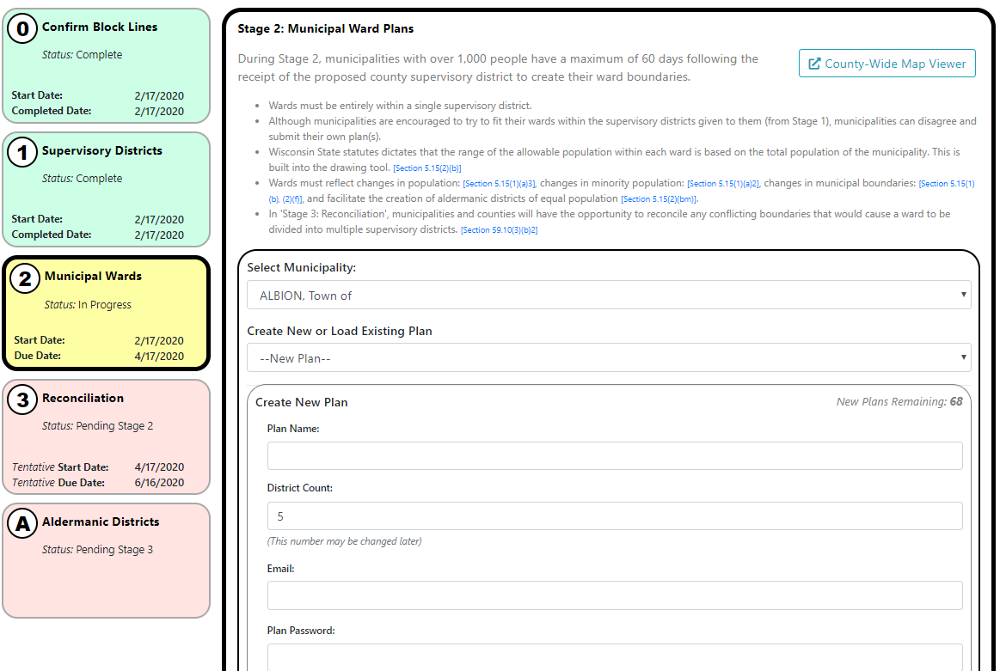 0 Confirm Block Lines
Status: Complete
Start Date: 2/17/2020
Completed Date: 2/17/2020
1 Supervisory Districts
Status: Complete
Start Date: 2/17/2020
Completed Date: 2/17/2020
2 Municipal Wards
Status: In Progress
Start Date: 2/17/2020
Due Date: 4/17/2020
3 Reconciliation
Status: Pending Stage 2
Tentative Start Date: 4/17/2020
Tentative Due Date: 6/16/2020
A Aldermanic Districts
Status: Pending Stage 3
Stage 2: Municipal Ward Plans
During Stage 2, municipalities with over 1,000 people have a maximum of 60 days following the
receipt of the proposed county supervisory district to create their ward boundaries.
County-Wide Map Viewer
• Wards must be entirely within a single supervisory district.
• Although municipalities are encouraged to try to fit their wards within the supervisory districts given to them (from Stage 1), municipalities can disagree and
submit their own plan(s).
• Wisconsin State statutes dictates that the range of the allowable population within each ward is based on the total population of the municipality. This is
built into the drawing tool. [Section 5.15(2)(b)]
• Wards must reflect changes in population: [Section 5.15(1)(a)3], changes in minority population: [Section 5.15(1)(a)2], changes in municipal boundaries: [Section 5.15(1)
(b), (2)(f)], and facilitate the creation of aldermanic districts of equal population [Section 5.15(2)(bm)].
• In 'Stage 3: Reconciliation', municipalities and counties will have the opportunity to reconcile any conflicting boundaries that would cause a ward to be
divided into multiple supervisory districts. [Section 59.10(3)(b)2]
Select Municipality:
ALBION, Town of
Create New or Load Existing Plan
--New Plan--
Create New Plan
New Plans Remaining: 68
Plan Name:
District Count:
5
(This number may be changed later)
Email:
Plan Password: